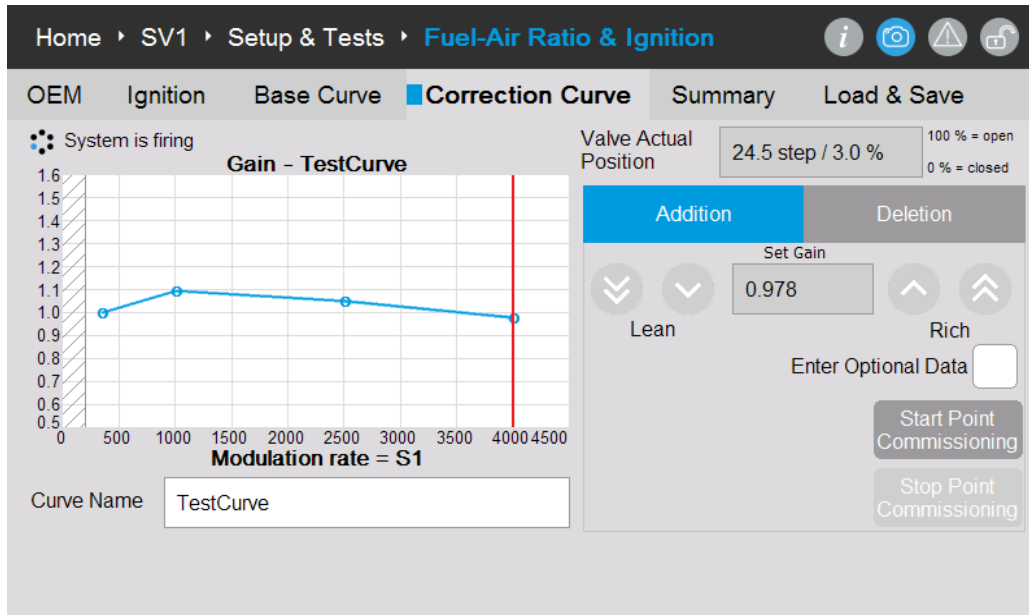 Home ‣ SV1 ‣ Setup & Tests ‣ Fuel-Air Ratio & Ignition
OEM Ignition Base Curve Correction Curve Summary Load & Save
System is firing
Gain - TestCurve
1.6
1.5
1.4
1.3
1.2
1.1
1.0
0.9
0.8
0.7
0.6
0.5
0 500 1000 1500 2000 2500 3000 3500 4000 4500
Modulation rate = S1
Curve Name TestCurve
Valve Actual
Position
24.5 step / 3.0 %
100 % = open
0 % = closed
Addition Deletion
Set Gain
0.978
Lean Rich
Enter Optional Data
Start Point
Commissioning
Stop Point
Commissioning